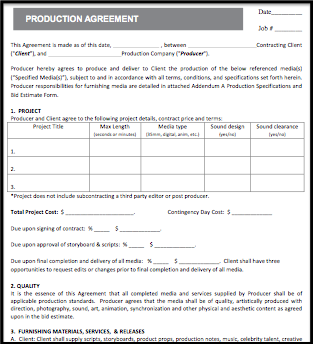 PRODUCTION AGREEMENT
Date________
Job # ________
This Agreement is made as of this date,______________, between______________________Contracting Client
("Client"), and ______________________Production Company ("Producer").
Producer hereby agrees to produce and deliver to Client the production of the below referenced media(s)
("Specified Media(s)"), subject to and in accordance with all terms, conditions, and specifications set forth herein.
Producer responsibilities for furnishing media are detailed in attached Addendum A Production Specifications and
Bid Estimate Form.
1. PROJECT
Producer and Client agree to the following project details, contract price and terms:
Project Title Max Length Media type Sound design Sound clearance
(seconds or minutes) (35mm, digital, anim, etc.) (yes/no) (yes/no)
1.
2.
3.
*Project does not include subcontracting a third party editor or post producer.
Total Project Cost: $ ______________________. Contingency Day Cost: $ ____________
Due upon signing of contract: %_____ $ ____________.
Due upon approval of storyboard & scripts: %_____ $ ____________.
Due upon final completion and delivery of all media: %_____ $ ____________. Client shall have three
opportunities to request edits or changes prior to final completion and delivery of all media.
2. QUALITY
It is the essence of this Agreement that all completed media and services supplied by Producer shall be of
applicable production standards. Producer agrees that the media shall be of quality, artistically produced with
direction, photography, sound, art, animation, synchronization and other physical and aesthetic content as agreed
upon in the bid estimate.
3. FURNISHING MATERIALS, SERVICES, & RELEASES
A. Client: Client shall supply scripts, storyboards, product props, production notes, music, celebrity talent, creative